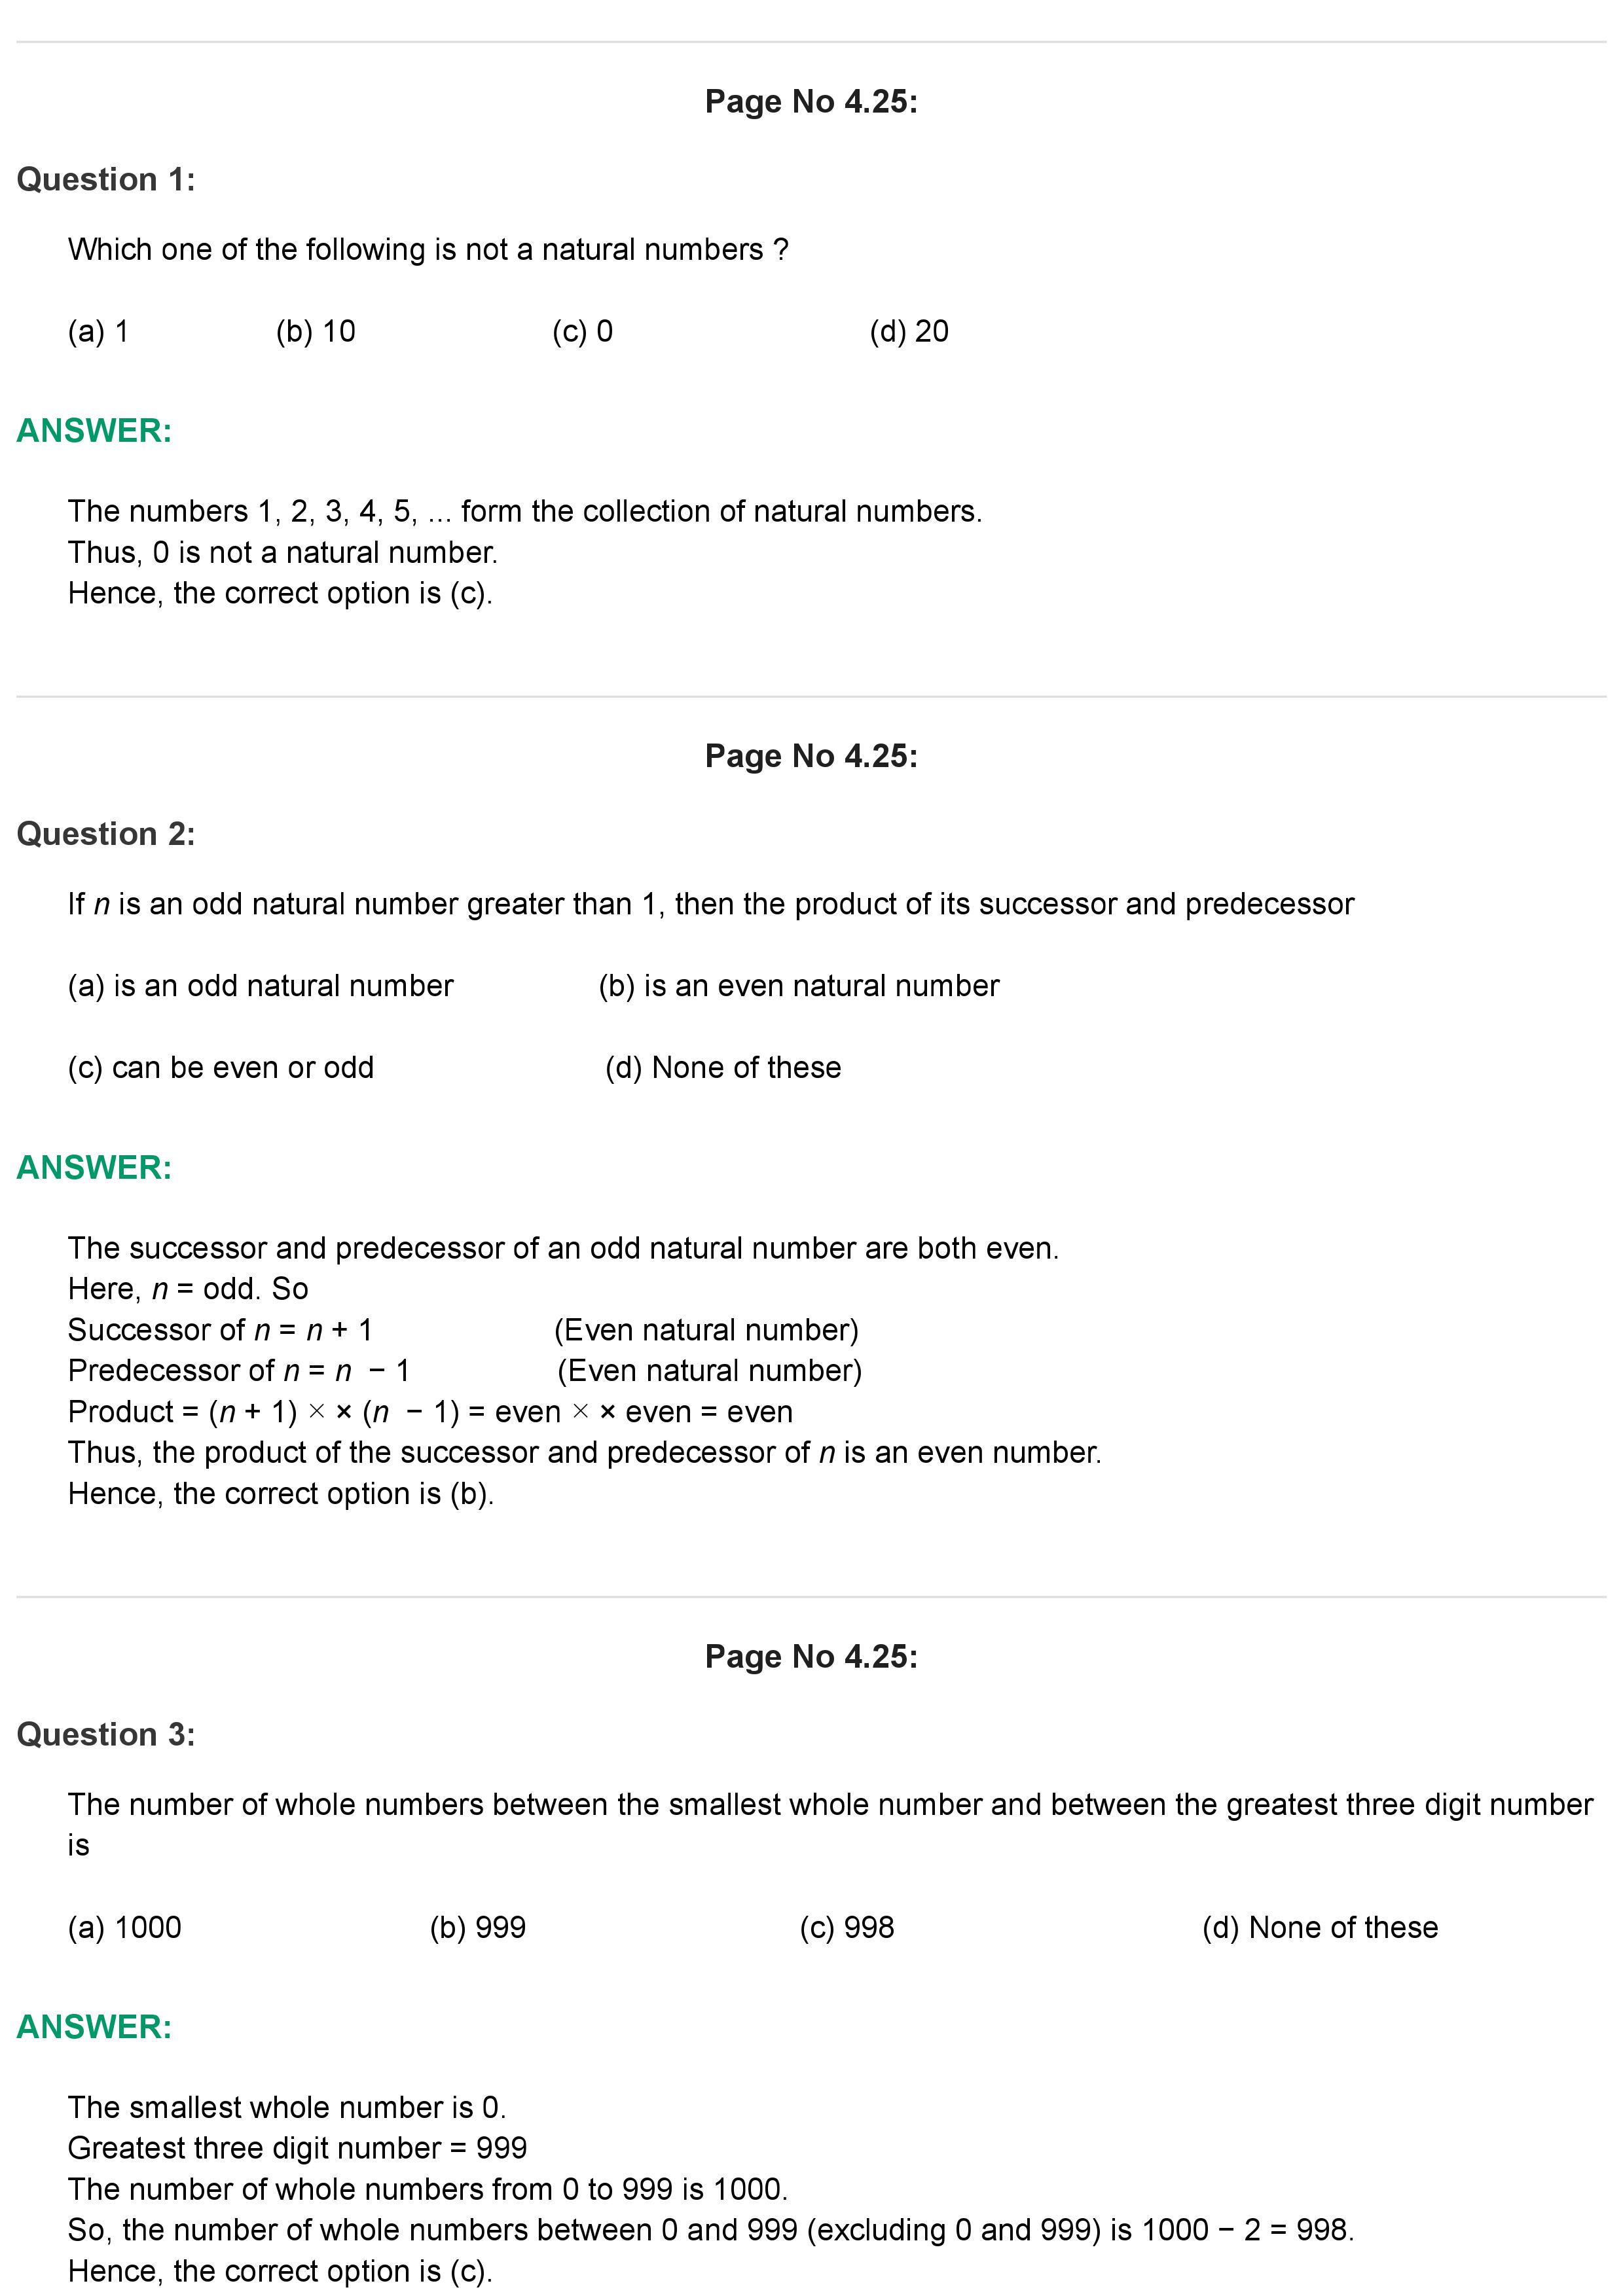 Page No 4.25:
Question 1:
Which one of the following is not a natural numbers ?
(a) 1 (b) 10 (c) 0 (d) 20
ANSWER:
The numbers 1, 2, 3, 4, 5, ... form the collection of natural numbers.
Thus, 0 is not a natural number.
Hence, the correct option is (c).
Page No 4.25:
Question 2:
If n is an odd natural number greater than 1, then the product of its successor and predecessor
(a) is an odd natural number (b) is an even natural number
(c) can be even or odd (d) None of these
ANSWER:
The successor and predecessor of an odd natural number are both even.
Here, n = odd. So
Successor of n = n + 1 (Even natural number)
Predecessor of n = n − 1 (Even natural number)
Product = (n + 1) × × (n − 1) = even × × even = even
Thus, the product of the successor and predecessor of n is an even number.
Hence, the correct option is (b).
Page No 4.25:
Question 3:
The number of whole numbers between the smallest whole number and between the greatest three digit number
is
(a) 1000 (b) 999 (c) 998 (d) None of these
ANSWER:
The smallest whole number is 0.
Greatest three digit number = 999
The number of whole numbers from 0 to 999 is 1000.
So, the number of whole numbers between 0 and 999 (excluding 0 and 999) is 1000 − 2 = 998.
Hence, the correct option is (c).